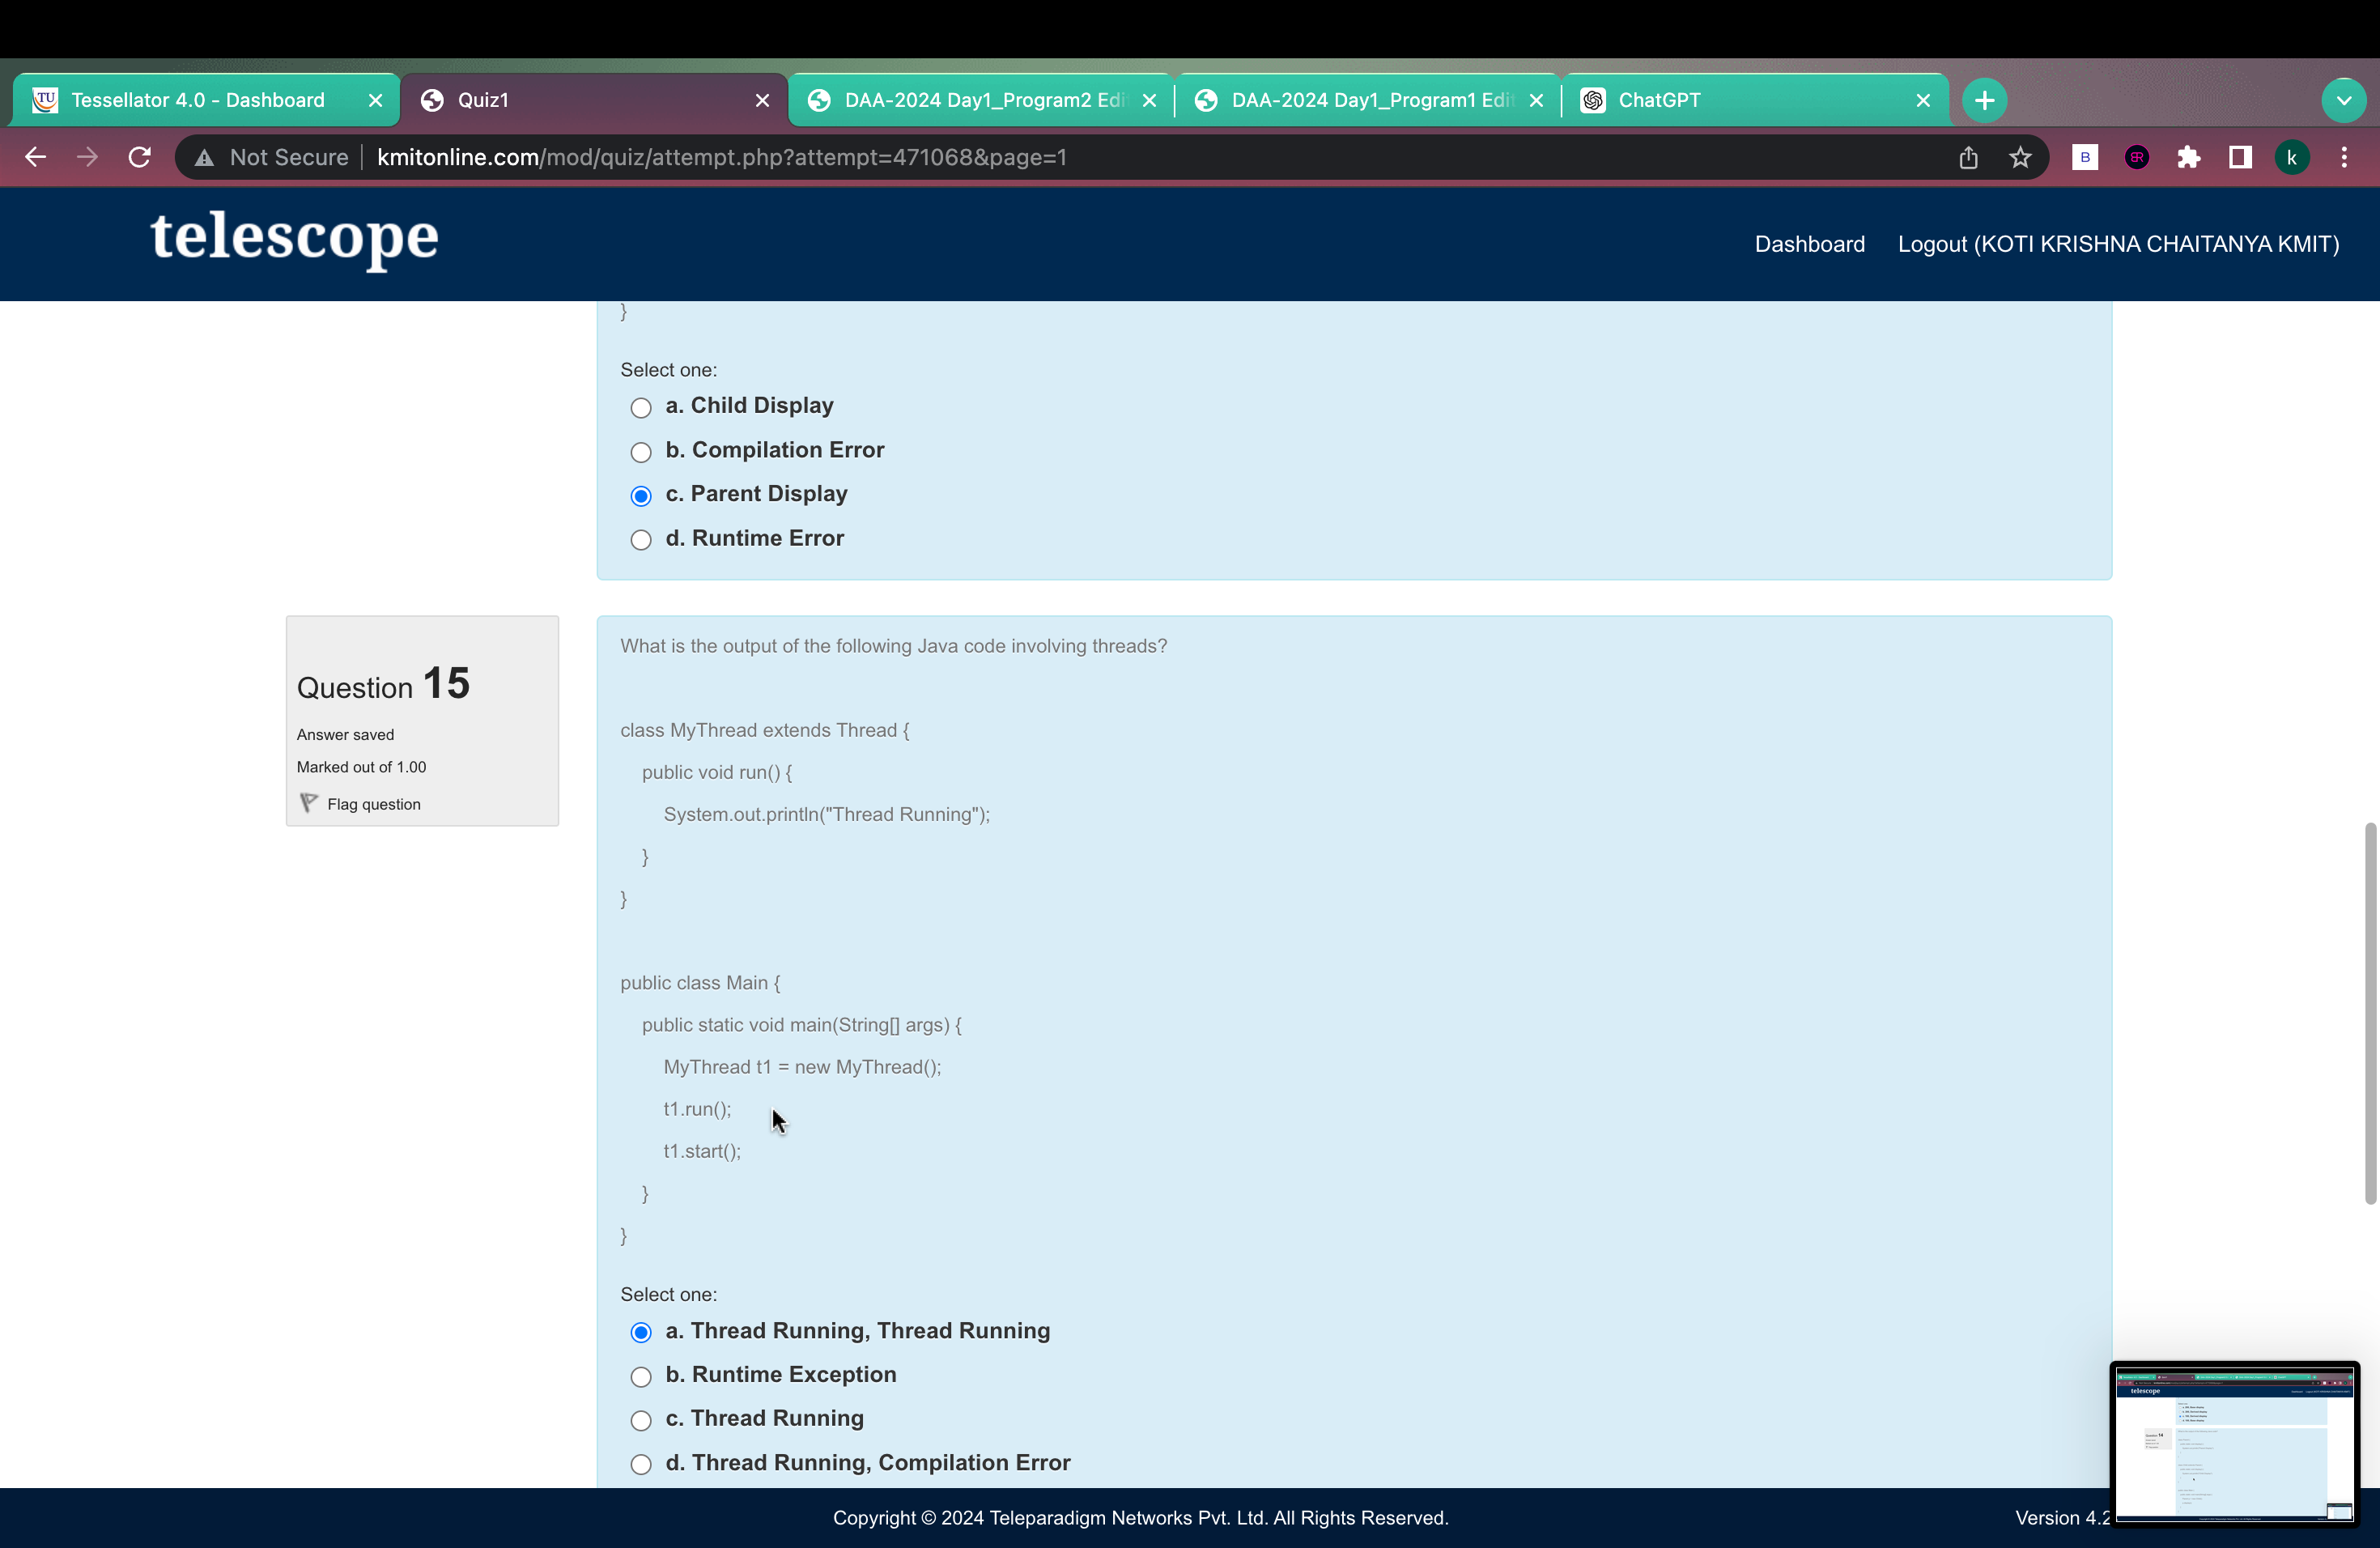 Tessellator 4.0 - Dashboard
Quiz1
DAA-2024 Day1_Program2 Edi
DAA-2024 Day1_Program1 Edi
ChatGPT
Not Secure
kmitonline.com/mod/quiz/attempt.php?attempt=471068&page=1
B
k
telescope
Dashboard
Logout (KOTI KRISHNA CHAITANYA KMIT)
}
Select one:
a. Child Display
b. Compilation Error
c. Parent Display
d. Runtime Error
Question 15
Answer saved
Marked out of 1.00
Flag question
What is the output of the following Java code involving threads?
class MyThread extends Thread {
public void run() {
System.out.println("Thread Running");
}
}
public class Main {
public static void main(String[] args) {
MyThread t1 = new MyThread();
t1.run();
t1.start();
}
}
Select one:
a. Thread Running, Thread Running
b. Runtime Exception
c. Thread Running
d. Thread Running, Compilation Error
telescope
Copyright © 2024 Teleparadigm Networks Pvt. Ltd. All Rights Reserved.
Version 4.2